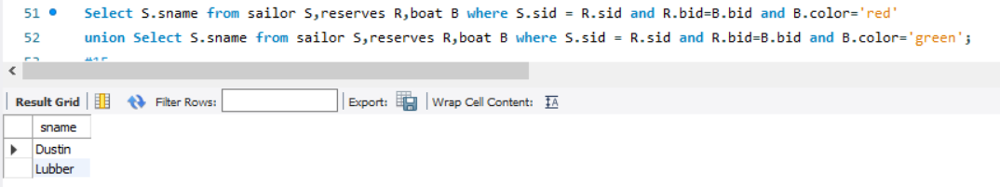 51 Select S.sname from sailor S,reserves R,boat B where S.sid = R.sid and R.bid=B.bid and B.color='red'
52 union Select S.sname from sailor S,reserves R,boat B where S.sid = R.sid and R.bid=B.bid and B.color='green';
Result Grid Filter Rows: Export: Wrap Cell Content:
sname
Dustin
Lubber